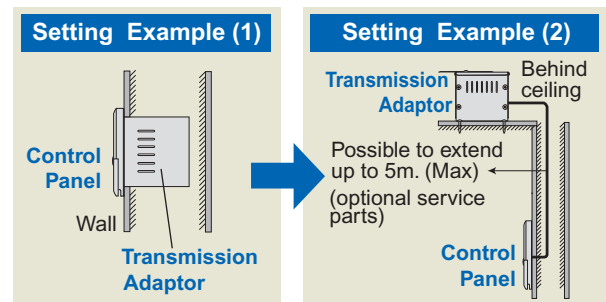 Setting Example (1)
Control
Panel
Wall
Transmission
Adaptor
Setting Example (2)
Transmission
Adaptor
Behind
ceiling
Possible to extend
up to 5m. (Max)
(optional service
parts)
Control
Panel